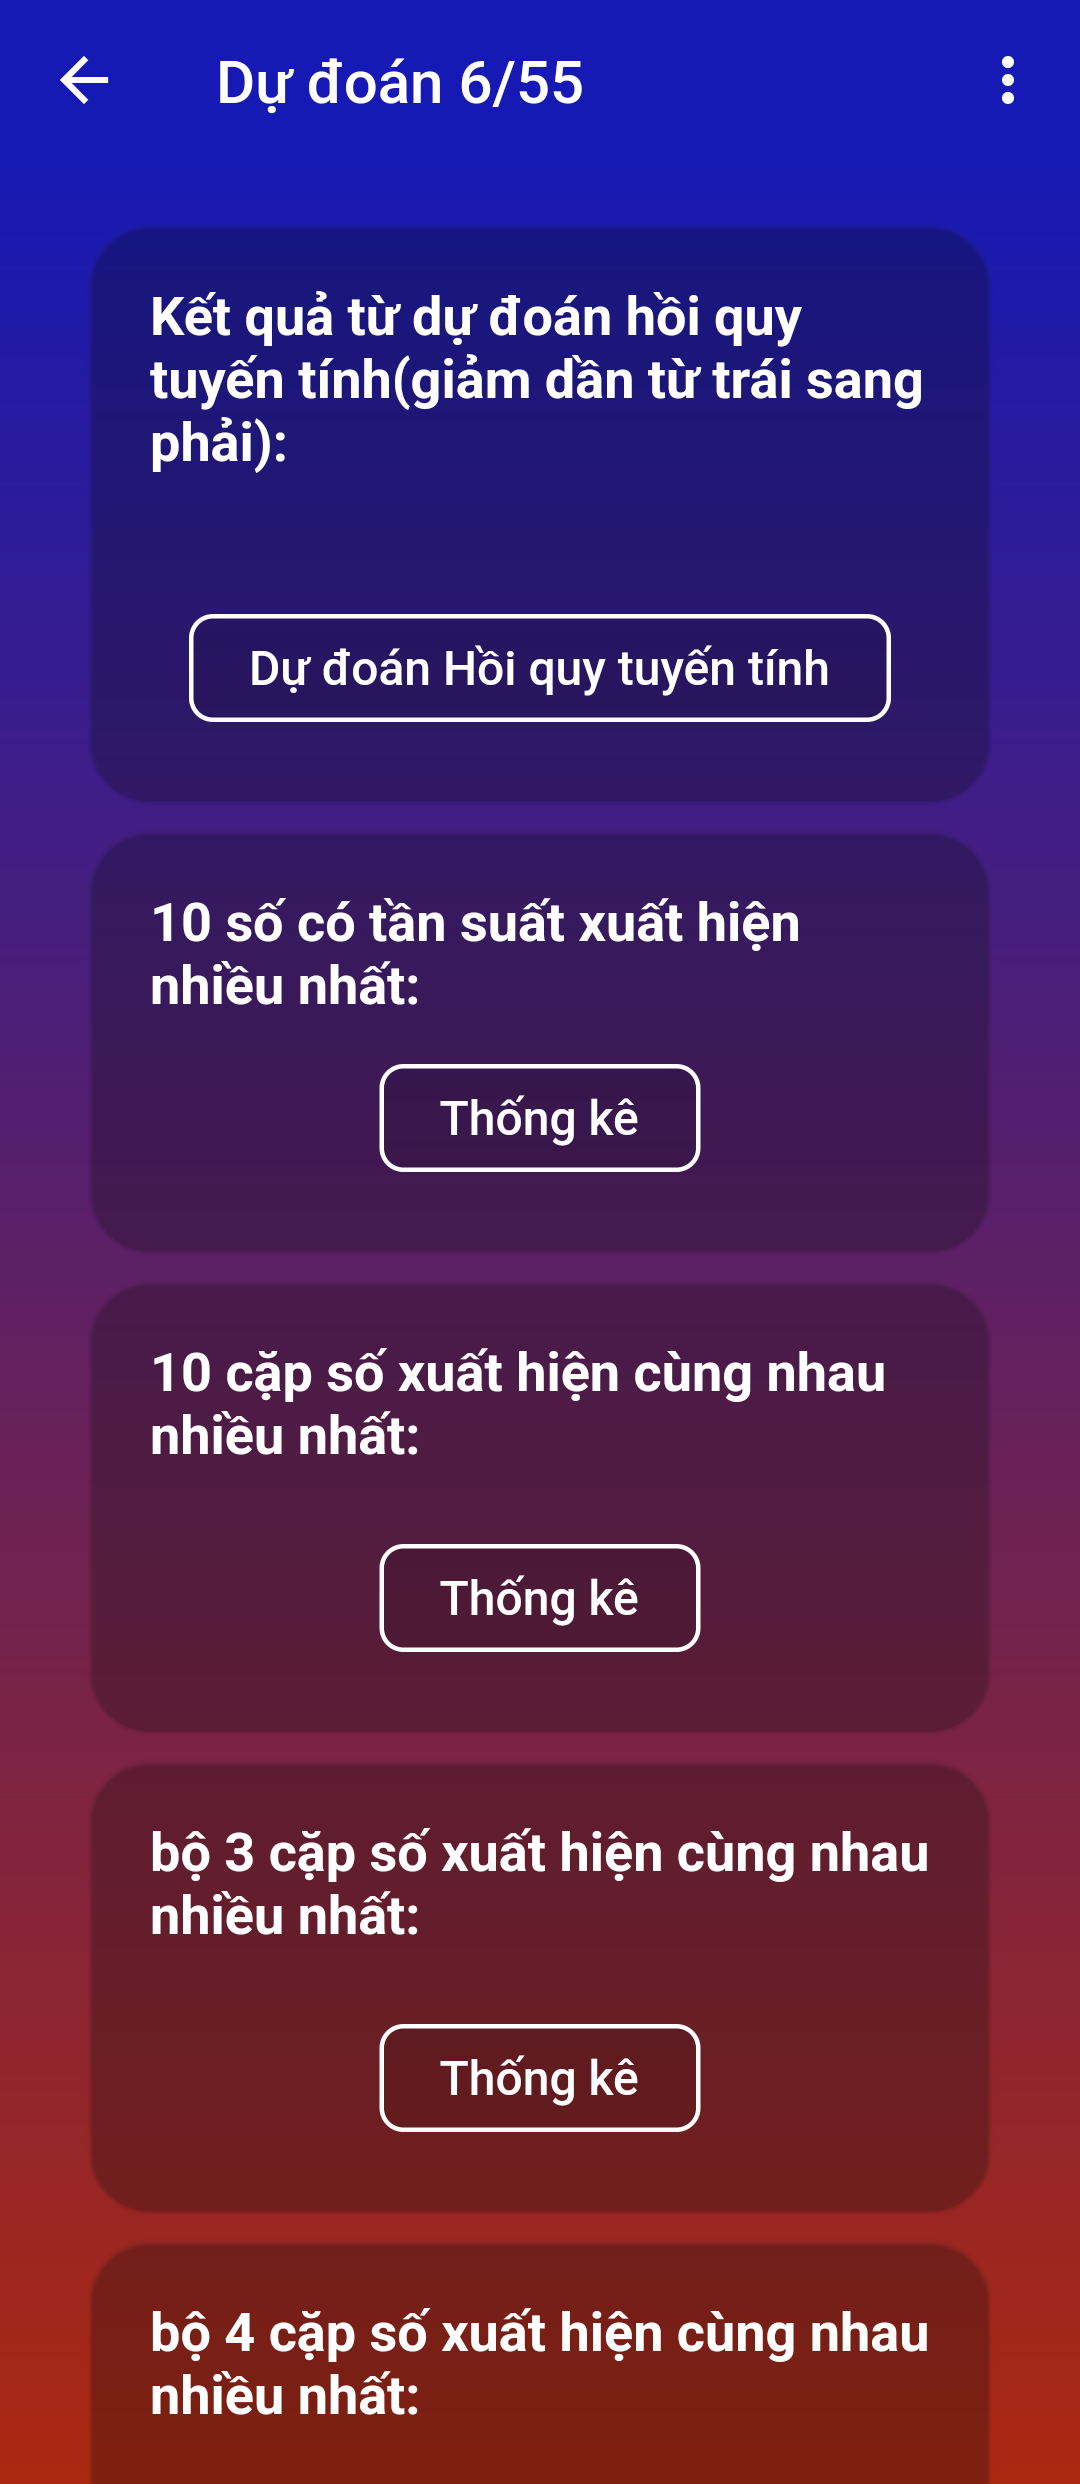 Dự đoán 6/55
Kết quả từ dự đoán hồi quy
tuyến tính(giảm dần từ trái sang
phải):
Dự đoán Hồi quy tuyến tính
10 số có tần suất xuất hiện
nhiều nhất:
Thống kê
10 cặp số xuất hiện cùng nhau
nhiều nhất:
Thống kê
bộ 3 cặp số xuất hiện cùng nhau
nhiều nhất:
Thống kê
bộ 4 cặp số xuất hiện cùng nhau
nhiều nhất: